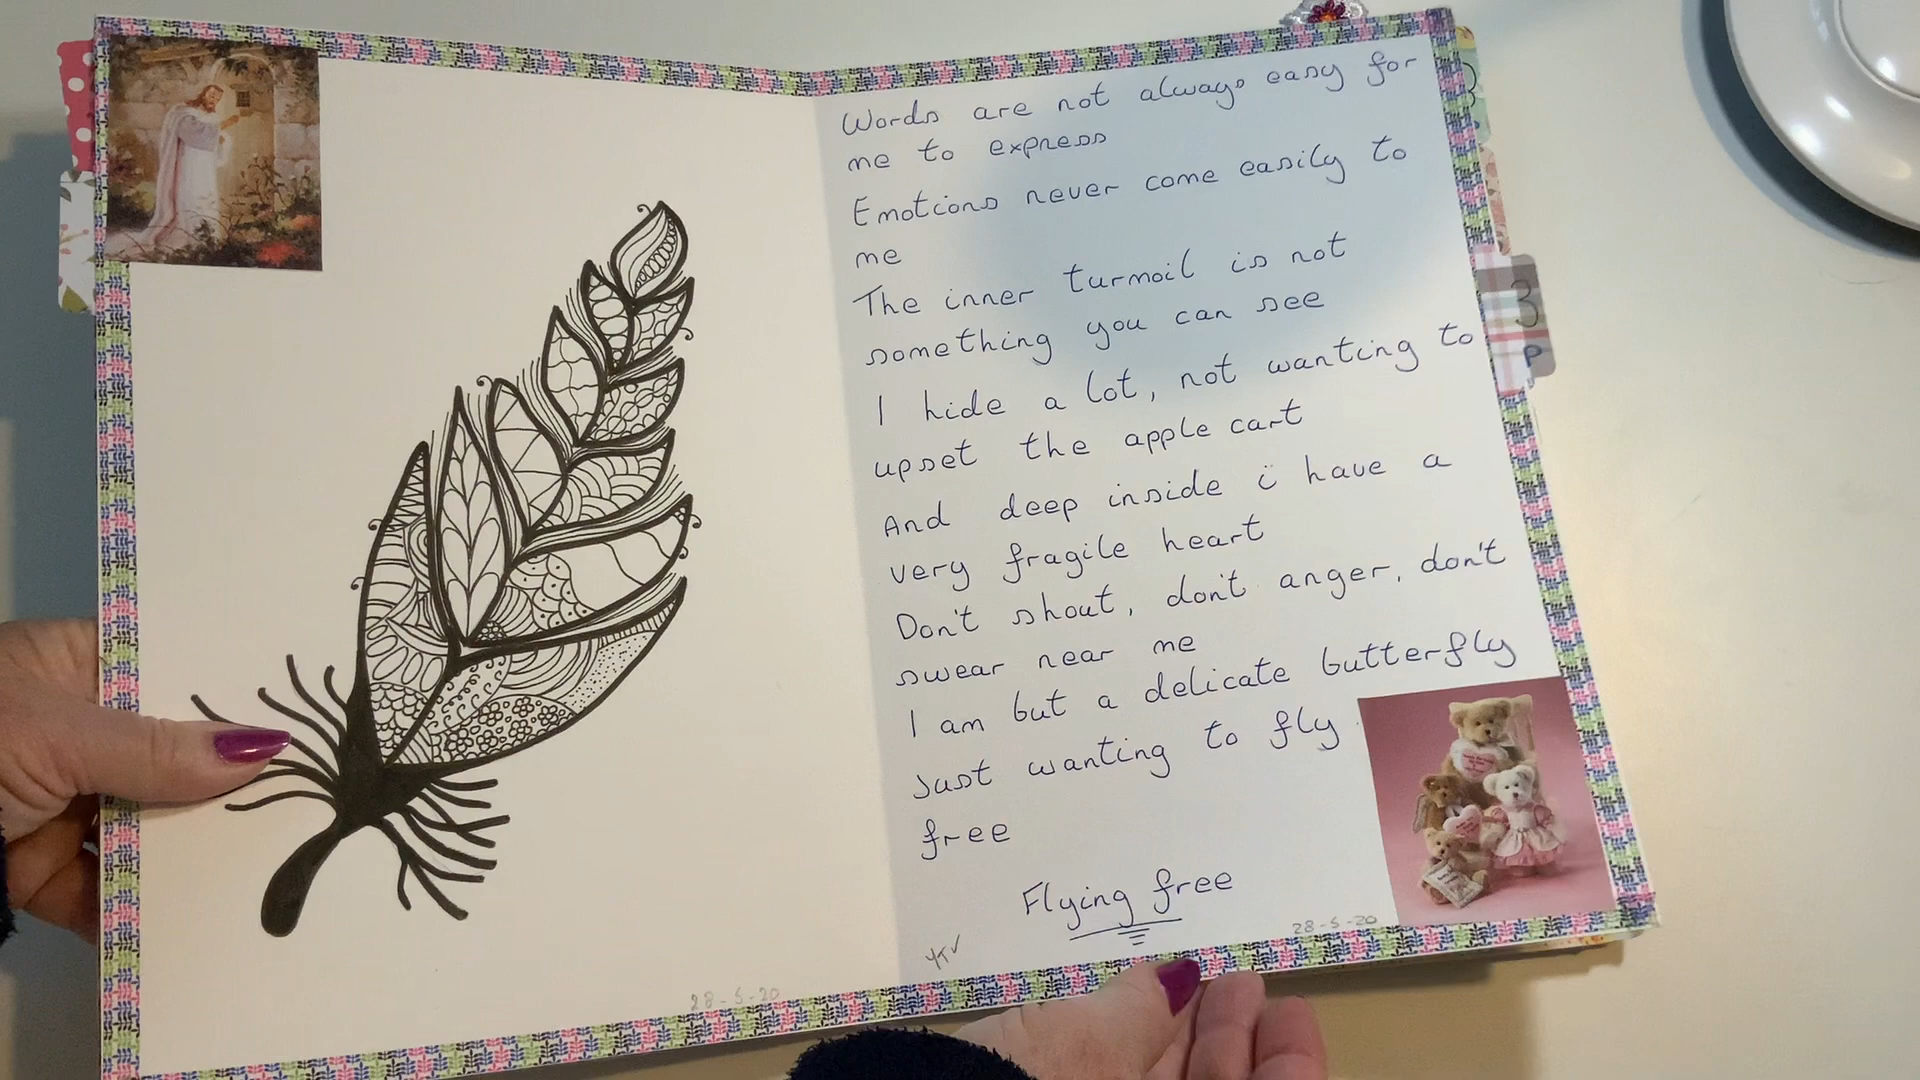 Words are not always easy for
me to express
Emotions never come easily to
me
The inner turmoil is not
something you can see
I hide a lot, not wanting to
upset the apple cart
And deep inside i have a
very fragile heart
Don't shout, don't anger, don't
swear near me
I am but a delicate butterfly
Just wanting to fly
free
Flying free
28-5-20
YTV
28-5-20
3
P